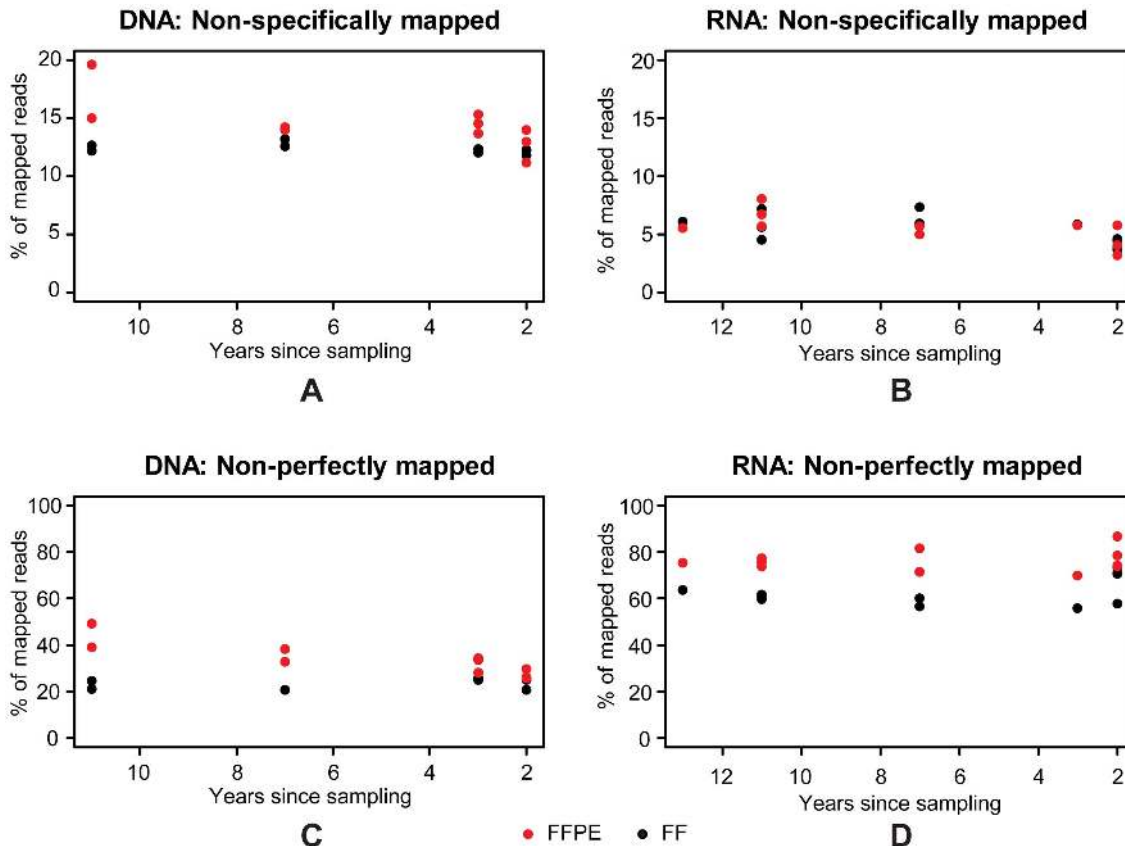 DNA: Non-specifically mapped
% of mapped reads
20
15
10
5
0
10 8 6 4 2
Years since sampling
A
RNA: Non-specifically mapped
% of mapped reads
20
15
10
5
0
12 10 8 6 4 2
Years since sampling
B
DNA: Non-perfectly mapped
% of mapped reads
100
80
60
40
20
0
10 8 6 4 2
Years since sampling
C
RNA: Non-perfectly mapped
% of mapped reads
100
80
60
40
20
0
12 10 8 6 4 2
Years since sampling
D
FFPE FF